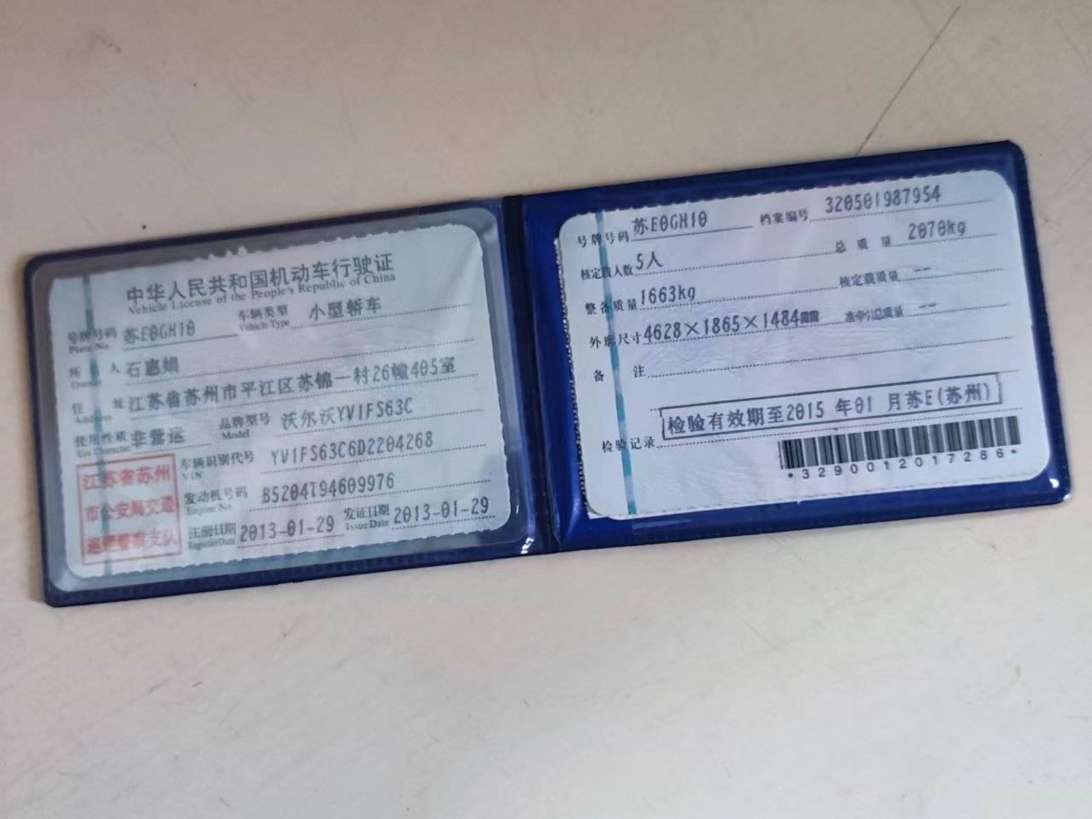 中华人民共和国机动车行驶证
Vehicle License of the People's Republic of China
号牌号码 苏E0GH10 车辆类型 小型轿车
Plate No. Vehicle Type
所有人 石惠娟
Owner
住址 江苏省苏州市平江区苏锦一村26幢405室
Address
使用性质 非营运 品牌型号 沃尔沃YV1FS63C
Use Character Model
江苏省苏州
市公安局交通
巡逻警察支队
车辆识别代号 YV1FS63C6D2204268
VIN
发动机号码 B5204T94609976
Engine No.
注册日期 2013-01-29 发证日期 2013-01-29
Register Date Issue Date
号牌号码 苏E0GH10 档案编号 320501987954
核定载人数 5人 总质量 2070kg
整备质量 1663kg 核定载质量 --
外廓尺寸 4628×1865×1484 准牵引总质量 --
备注
检验有效期至2015 年01 月苏E(苏州)
检验记录
*3290012017286*